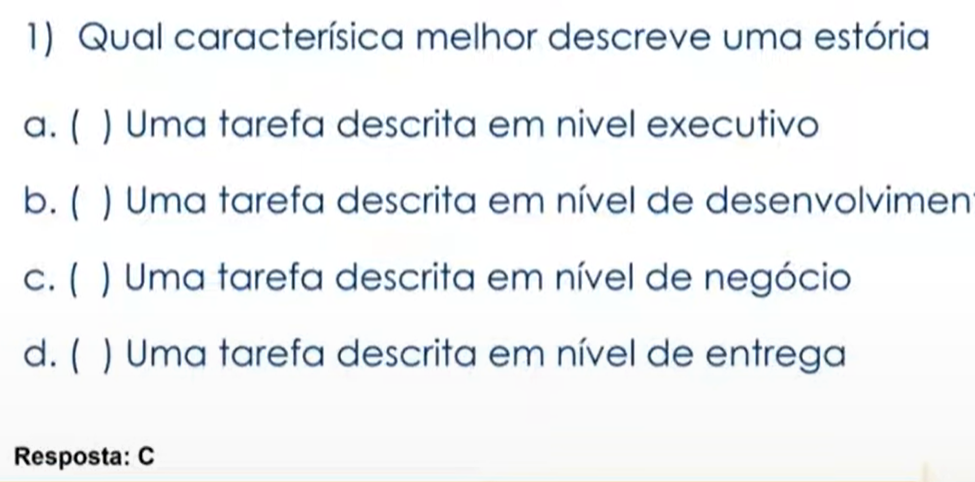 1) Qual caracterísica melhor descreve uma estória
a. ( ) Uma tarefa descrita em nivel executivo
b. ( ) Uma tarefa descrita em nível de desenvolvimen
c. ( ) Uma tarefa descrita em nível de negócio
d. ( ) Uma tarefa descrita em nível de entrega
Resposta: C